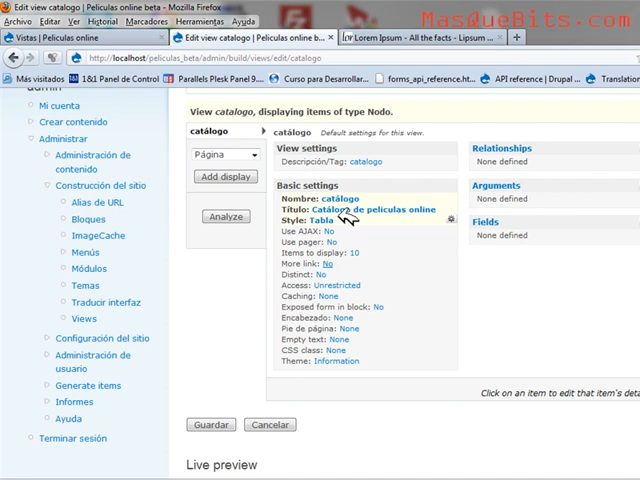 Edit view catalogo | Peliculas online beta - Mozilla Firefox
MasQueBits.com
Archivo Editar Ver Historial Marcadores Herramientas Ayuda
Vistas | Peliculas online
Edit view catalogo | Peliculas online b...
Lorem Ipsum - All the facts - Lipsum ...
http://localhost/peliculas_beta/admin/build/views/edit/catalogo
Más visitados
1&1 Panel de Control
Parallels Plesk Panel 9....
Curso para Desarrollar...
forms_api_reference.ht...
API reference | Drupal ...
Translation
admin
Mi cuenta
Crear contenido
Administrar
Administración de
contenido
Construcción del sitio
Alias de URL
Bloques
ImageCache
Menús
Módulos
Temas
Traducir interfaz
Views
Configuración del sitio
Administración de
usuario
Generate items
Informes
Ayuda
Terminar sesión
View catalogo, displaying items of type Nodo.
catálogo
Página
Add display
Analyze
catálogo Default settings for this view.
View settings
Descripción/Tag: catalogo
Basic settings
Nombre: catálogo
Título: Catálogo de peliculas online
Style: Tabla
Use AJAX: No
Use pager: No
Items to display: 10
More link: No
Distinct: No
Access: Unrestricted
Caching: None
Exposed form in block: No
Encabezado: None
Pie de página: None
Empty text: None
CSS class: None
Theme: Information
Relationships
None defined
Arguments
None defined
Fields
None defined
Click on an item to edit that item's deta
Guardar
Cancelar
Live preview